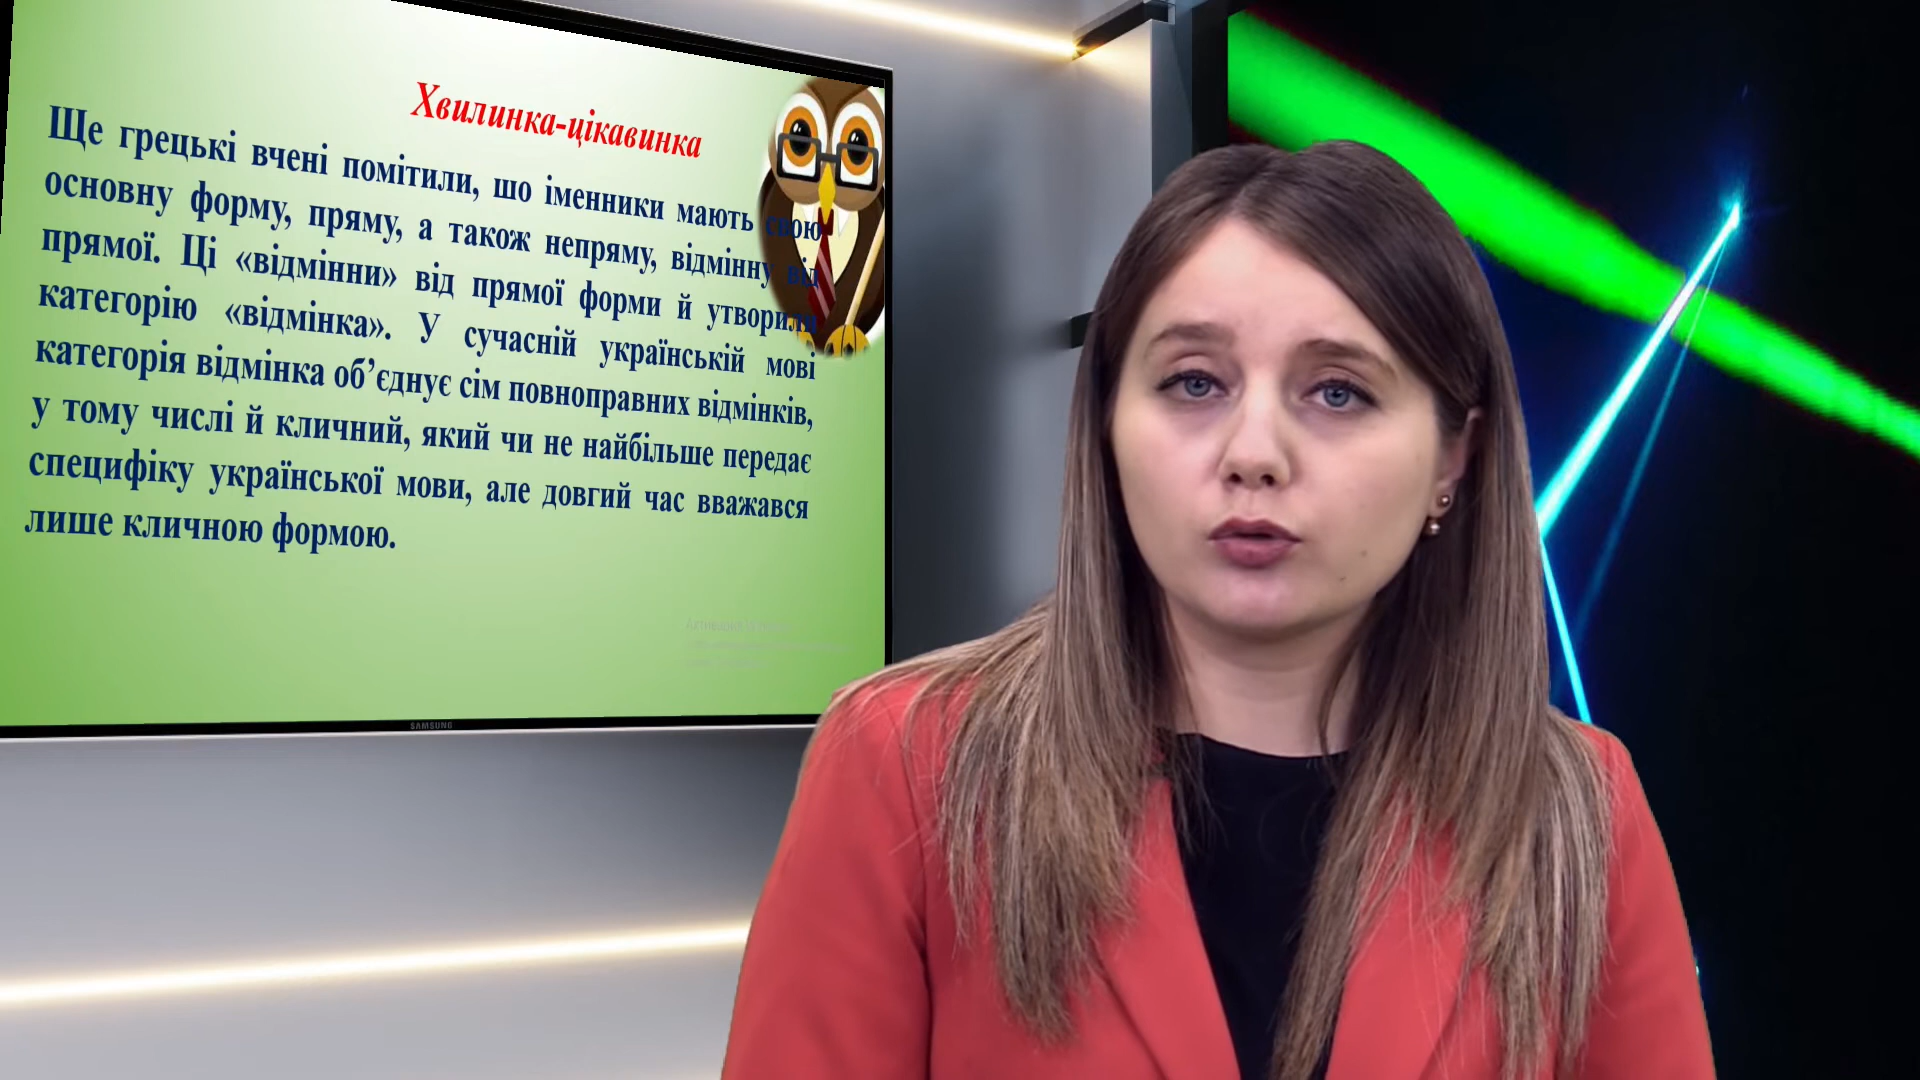 Хвилинка-цікавинка
Ще грецькі вчені помітили, шо іменники мають свою
основну форму, пряму, а також непряму, відмінну від
прямої. Ці «відмінни» від прямої форми й утворили
категорію «відмінка». У сучасній українській мові
категорія відмінка об’єднує сім повноправних відмінків,
у тому числі й кличний, який чи не найбільше передає
специфіку української мови, але довгий час вважався
лише кличною формою.
SAMSUNG